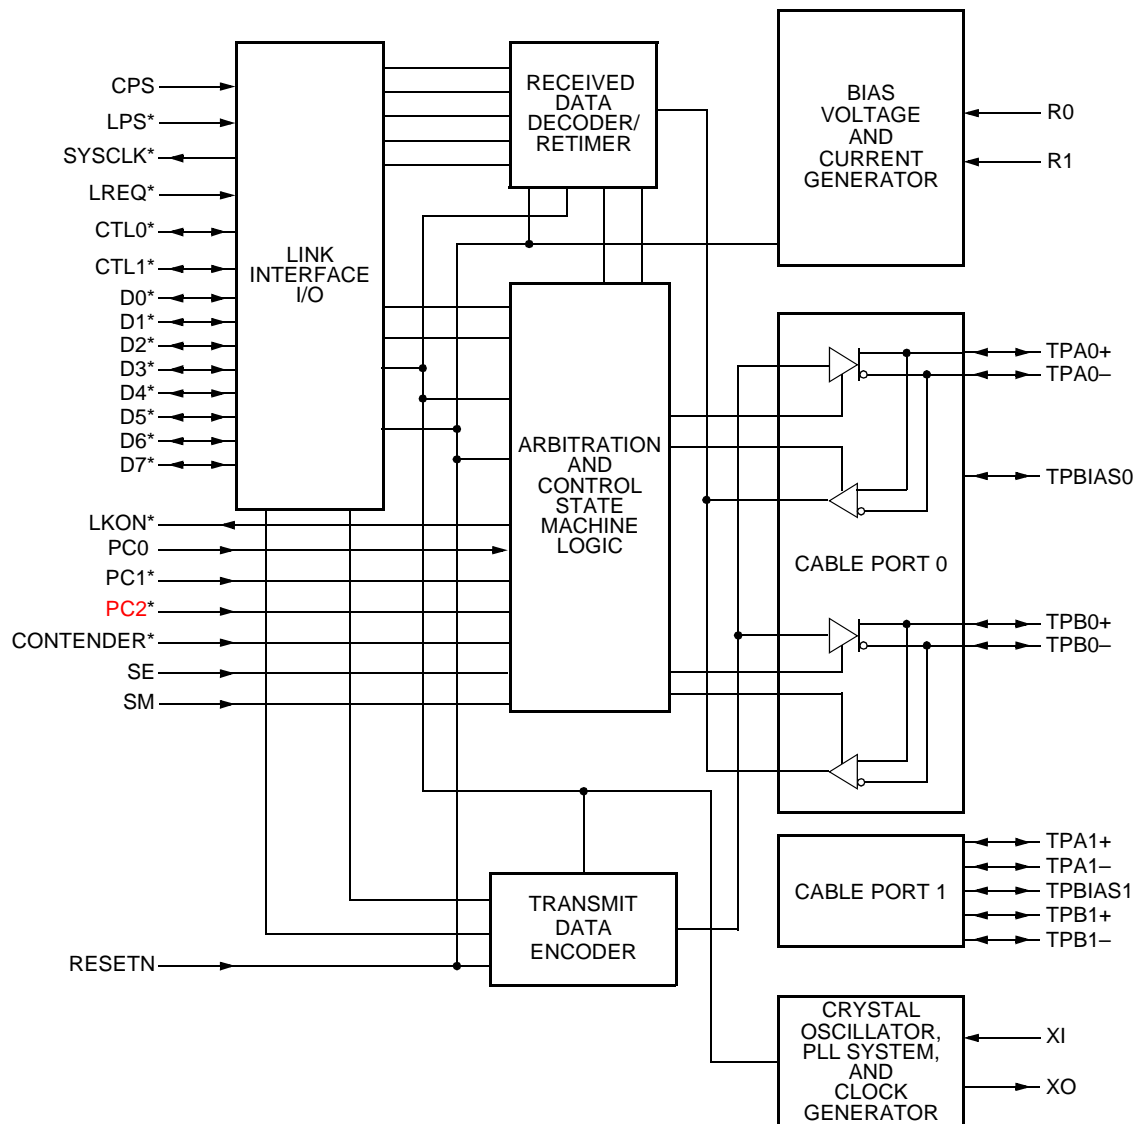 CPS
LPS*
SYSCLK*
LREQ*
CTL0*
CTL1*
D0*
D1*
D2*
D3*
D4*
D5*
D6*
D7*
LKON*
PC0
PC1*
PC2*
CONTENDER*
SE
SM
RESETN
LINK
INTERFACE
I/O
RECEIVED
DATA
DECODER/
RETIMER
ARBITRATION
AND
CONTROL
STATE
MACHINE
LOGIC
TRANSMIT
DATA
ENCODER
BIAS
VOLTAGE
AND
CURRENT
GENERATOR
R0
R1
CABLE PORT 0
TPA0+
TPA0–
TPBIAS0
TPB0+
TPB0–
CABLE PORT 1
TPA1+
TPA1–
TPBIAS1
TPB1+
TPB1–
CRYSTAL
OSCILLATOR,
PLL SYSTEM,
AND
CLOCK
GENERATOR
XI
XO